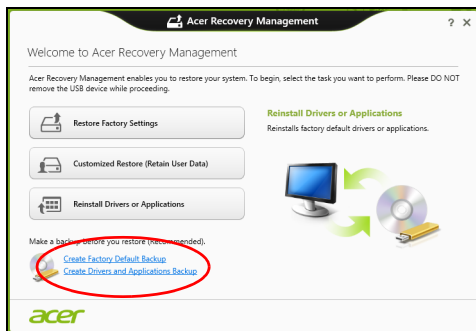 Acer Recovery Management
? X
Welcome to Acer Recovery Management
Acer Recovery Management enables you to restore your system. To begin, select the task you want to perform. Please DO NOT
remove the USB device while proceeding.
Restore Factory Settings
Customized Restore (Retain User Data)
Reinstall Drivers or Applications
Reinstall Drivers or Applications
Reinstalls factory default drivers or applications.
Make a backup before you restore (Recommended).
Create Factory Default Backup
Create Drivers and Applications Backup
acer